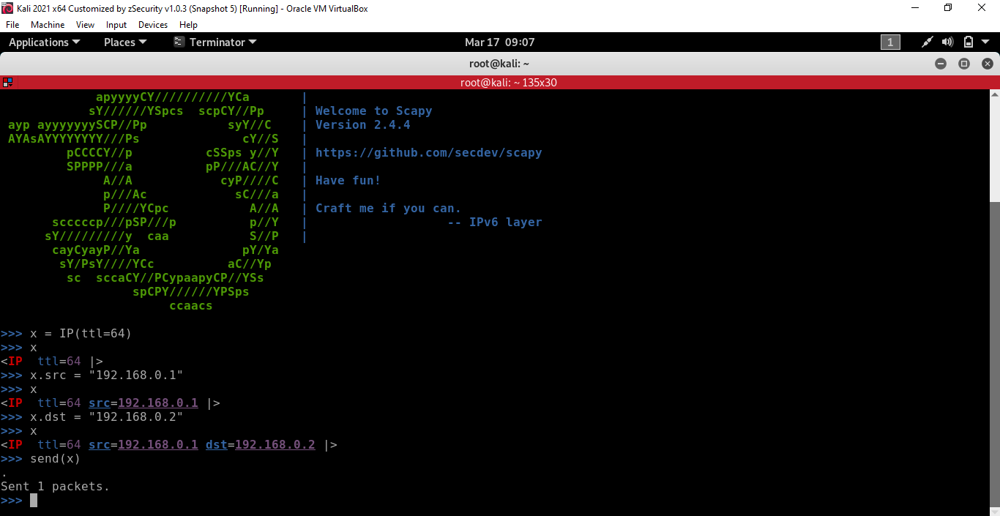 Kali 2021 x64 Customized by zSecurity v1.0.3 (Snapshot 5) [Running] - Oracle VM VirtualBox
File Machine View Input Devices Help
Applications Places Terminator Mar 17 09:07 1
root@kali: ~
root@kali: ~ 135x30
apyyyyCY//////////YCa |
sY//////YSpcs scpCY//Pp | Welcome to Scapy
ayp ayyyyyyySCP//Pp syY//C | Version 2.4.4
AYAsAYYYYYYYY///Ps cY//S |
pCCCCY//p cSSps y//Y | https://github.com/secdev/scapy
SPPPP///a pP///AC//Y |
A//A cyP////C | Have fun!
p///Ac sC///a |
P////YCpc A//A | Craft me if you can.
scccccp///pSP///p p//Y | -- IPv6 layer
sY/////////y caa S//P |
cayCyayP//Ya pY/Ya
sY/PsY////YCc aC//Yp
sc sccaCY//PCypaapyCP//YSs
spCPY//////YPSps
ccaacs
>>> x = IP(ttl=64)
>>> x
<IP ttl=64 |>
>>> x.src = "192.168.0.1"
>>> x
<IP ttl=64 src=192.168.0.1 |>
>>> x.dst = "192.168.0.2"
>>> x
<IP ttl=64 src=192.168.0.1 dst=192.168.0.2 |>
>>> send(x)
.
Sent 1 packets.
>>>